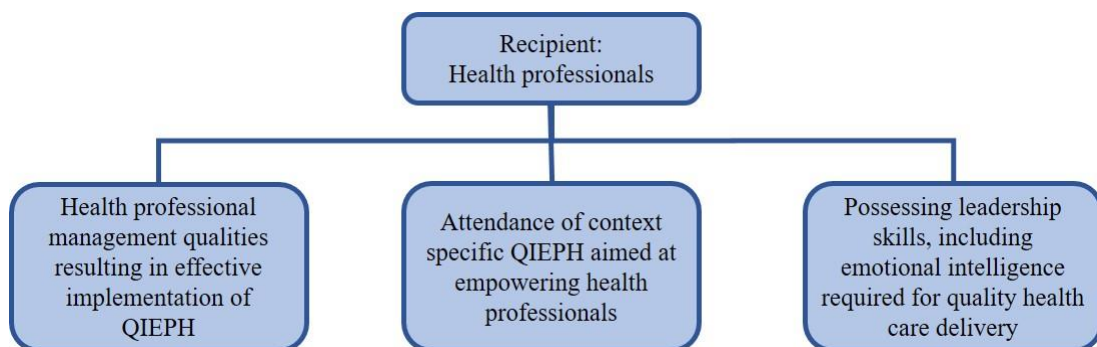 Recipient:
Health professionals
Health professional
management qualities
resulting in effective
implementation of
QIEPH
Attendance of context
specific QIEPH aimed at
empowering health
professionals
Possessing leadership
skills, including
emotional intelligence
required for quality health
care delivery